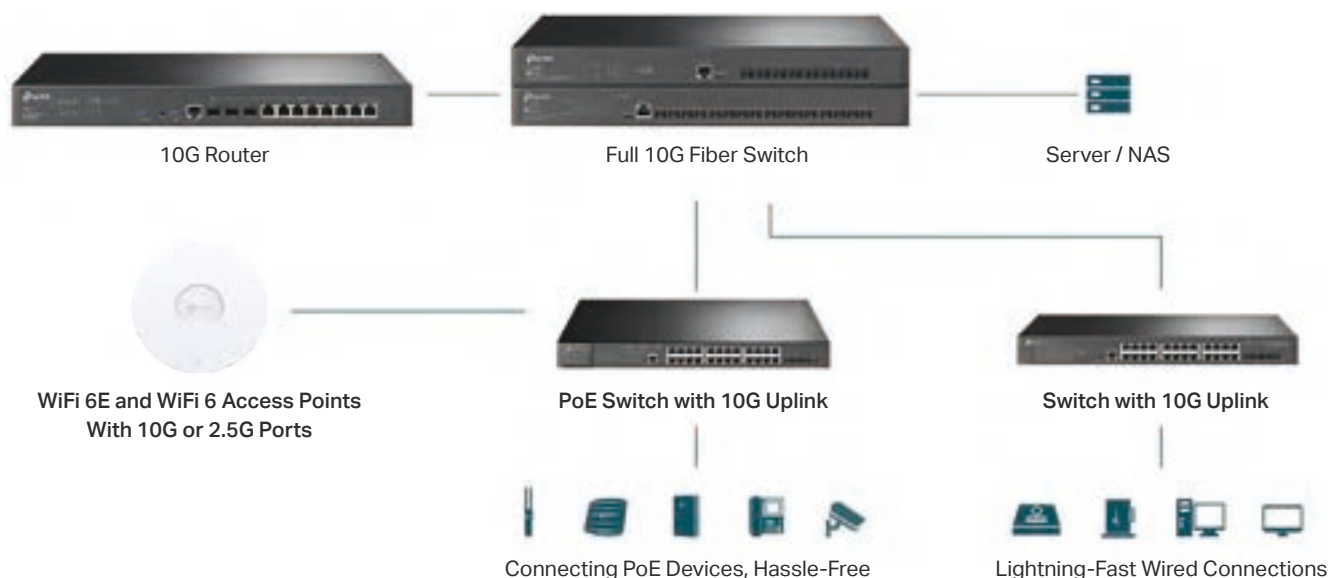 10G Router
Full 10G Fiber Switch
Server / NAS
WiFi 6E and WiFi 6 Access Points
With 10G or 2.5G Ports
PoE Switch with 10G Uplink
Switch with 10G Uplink
Connecting PoE Devices, Hassle-Free
Lightning-Fast Wired Connections